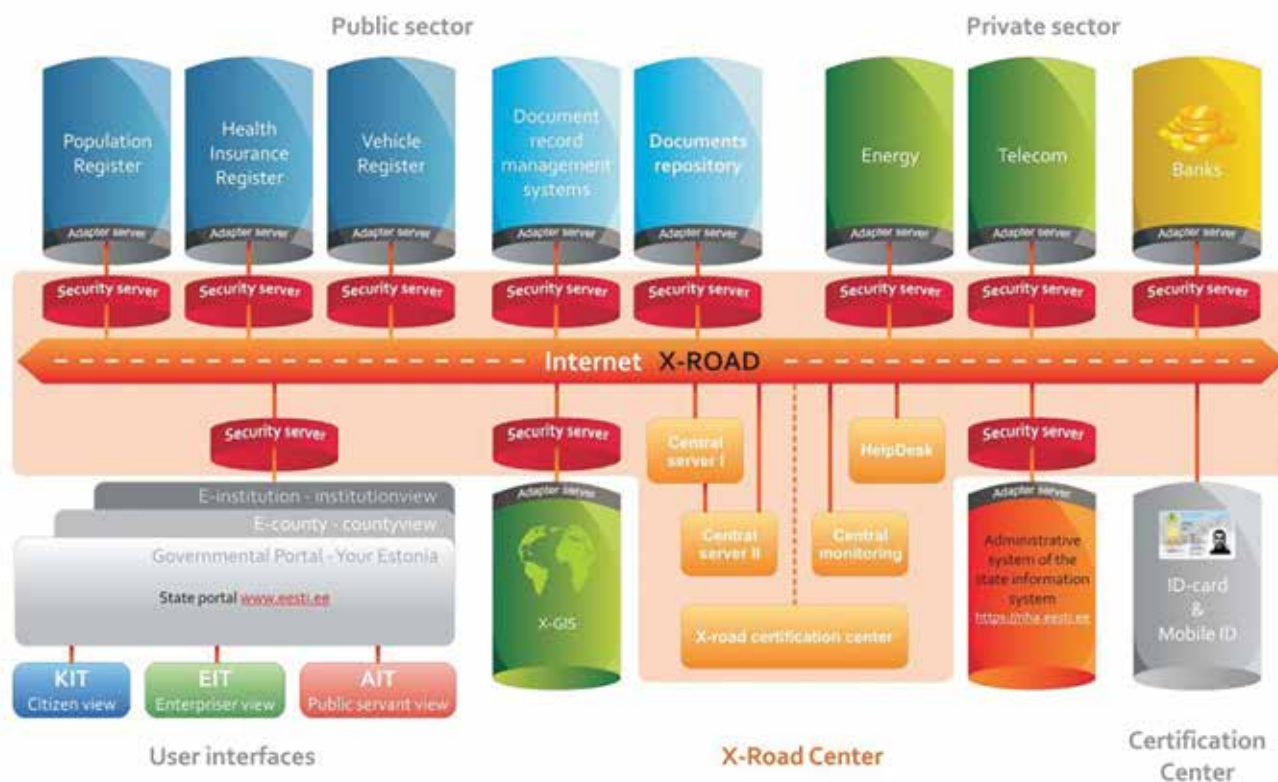 Public sector
Private sector
Population
Register
Health
Insurance
Register
Vehicle
Register
Document
record
management
systems
Documents
repository
Energy
Telecom
Banks
Adapter server
Adapter server
Adapter server
Adapter server
Adapter server
Adapter server
Adapter server
Adapter server
Security server
Security server
Security server
Security server
Security server
Security server
Security server
Security server
Internet X-ROAD
Security server
Security server
Central
server I
HelpDesk
Security server
E-institution - institutionview
E-county - countyview
Governmental Portal - Your Estonia
State portal www.eesti.ee
Adapter server
X-GIS
Central
server II
Central
monitoring
X-road certification center
Adapter server
Administrative
system of the
state information
system
https://riha.eesti.ee
ID-card
&
Mobile ID
KIT
Citizen view
EIT
Enterpriser view
AIT
Public servant view
User interfaces
X-Road Center
Certification
Center